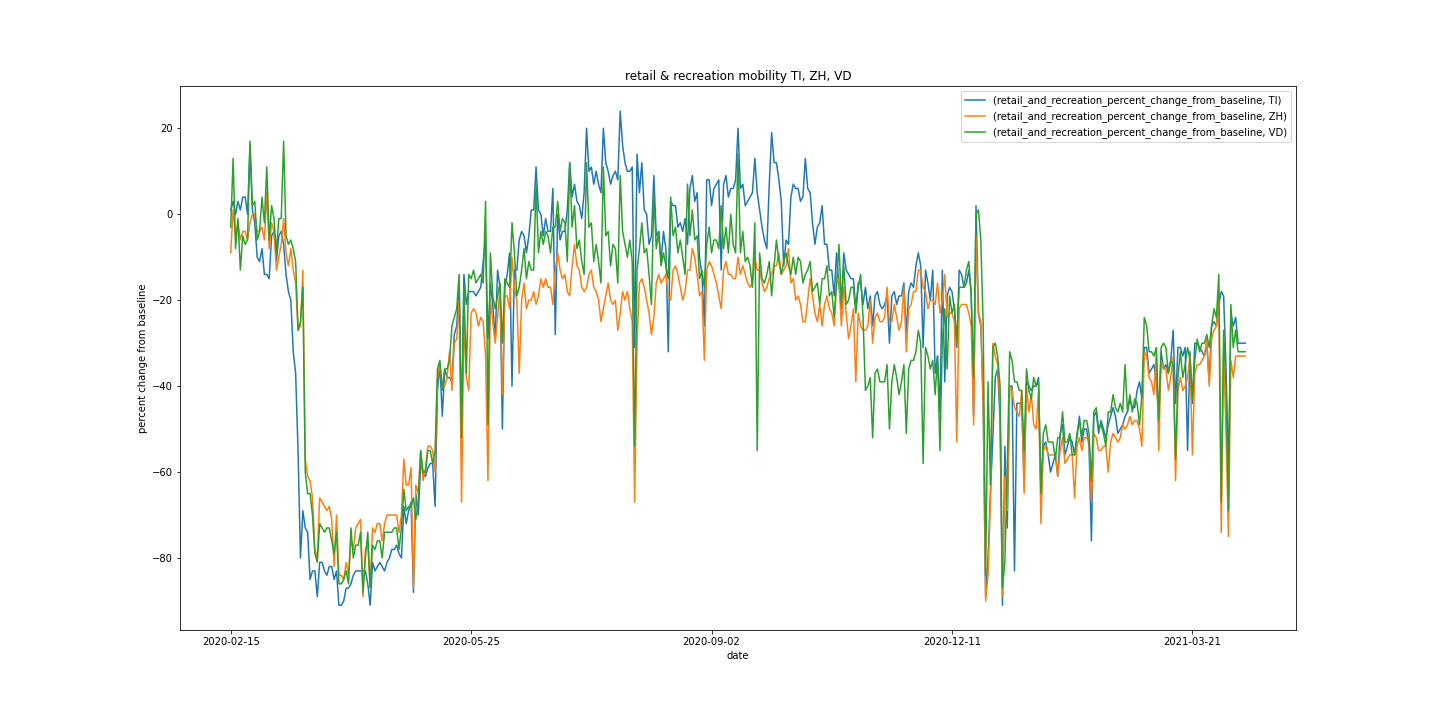 retail & recreation mobility TI, ZH, VD
(retail_and_recreation_percent_change_from_baseline, TI)
(retail_and_recreation_percent_change_from_baseline, ZH)
(retail_and_recreation_percent_change_from_baseline, VD)
percent change from baseline
20
0
−20
−40
−60
−80
2020-02-15
2020-05-25
2020-09-02
2020-12-11
2021-03-21
date